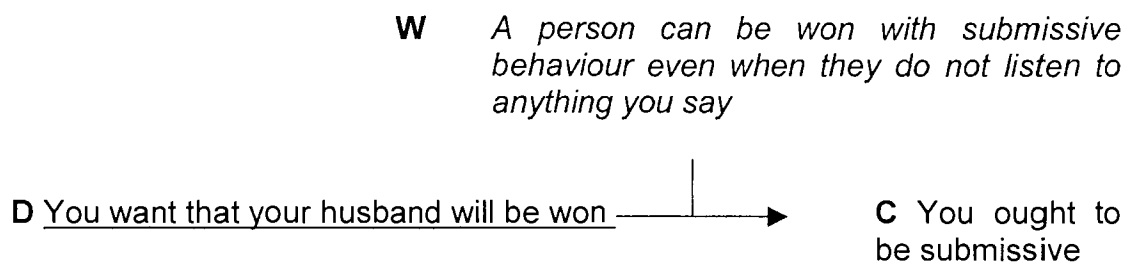 W A person can be won with submissive
behaviour even when they do not listen to
anything you say
D You want that your husband will be won C You ought to
be submissive